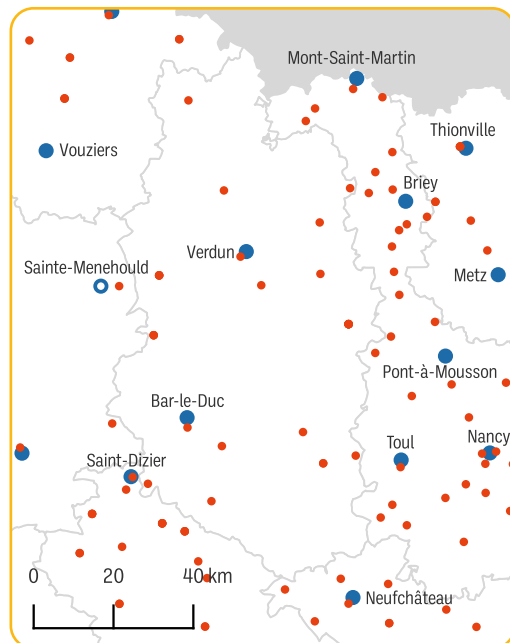 Mont-Saint-Martin
Thionville
Vouziers
Briey
Verdun
Sainte-Menehould
Metz
Pont-à-Mousson
Bar-le-Duc
Toul
Nancy
Saint-Dizier
0 20 40 km
Neufchâteau